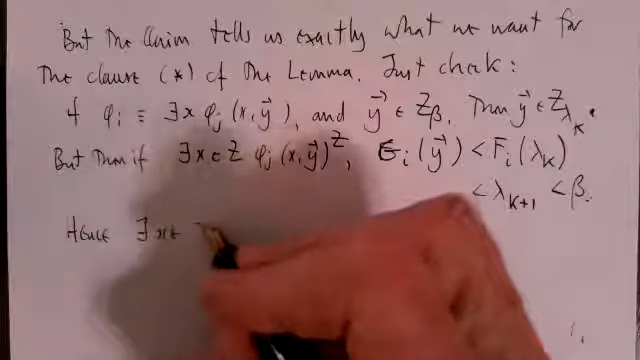 But the Claim tells us exactly what we want for
the clause (*) of the Lemma. Just check:
If φᵢ ≡ ∃x φⱼ(x,y⃗), and y⃗ ∈ Z_β, Then y⃗ ∈ Z_{λ_k}.
But then if ∃x∈Z φⱼ(x,y⃗)^Z, Gᵢ(y⃗) < Fᵢ(λ_k)
< λ_{k+1} < β.
Hence ∃x∈